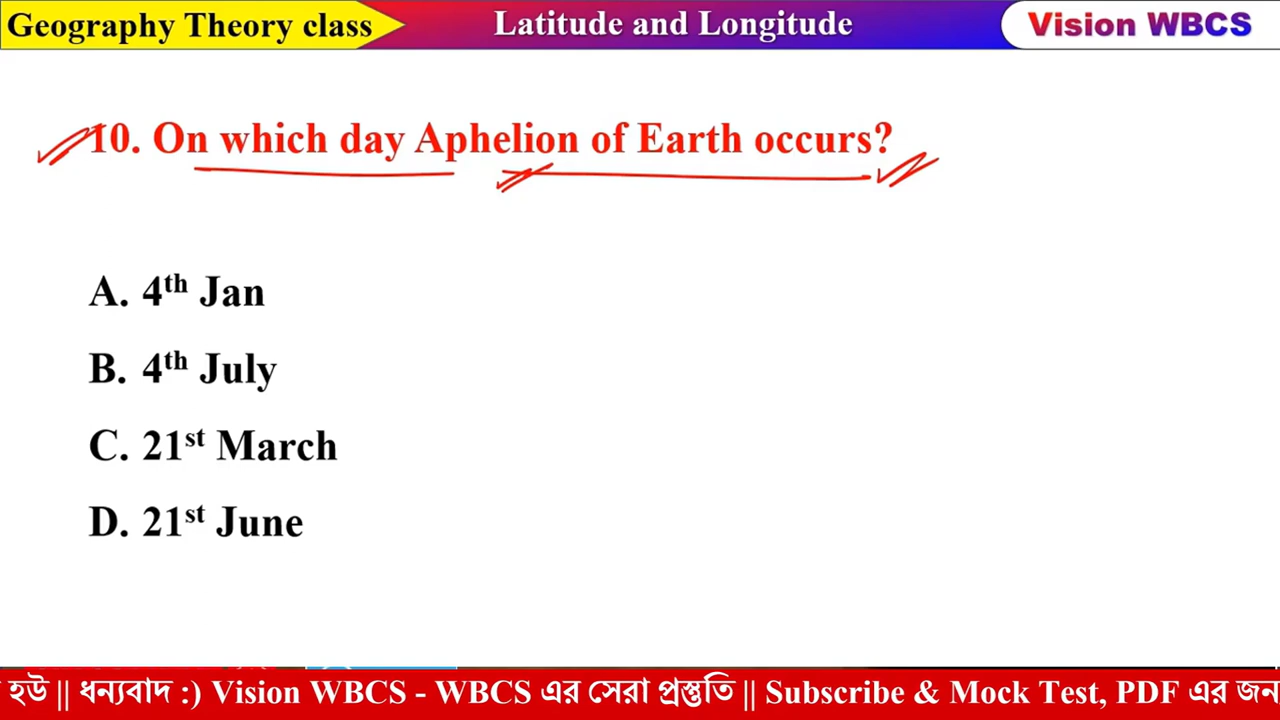 Geography Theory class
Latitude and Longitude
Vision WBCS
10. On which day Aphelion of Earth occurs?
A. 4th Jan
B. 4th July
C. 21st March
D. 21st June
হউ || ধন্যবাদ :) Vision WBCS - WBCS এর সেরা প্রস্তুতি || Subscribe & Mock Test, PDF এর জন